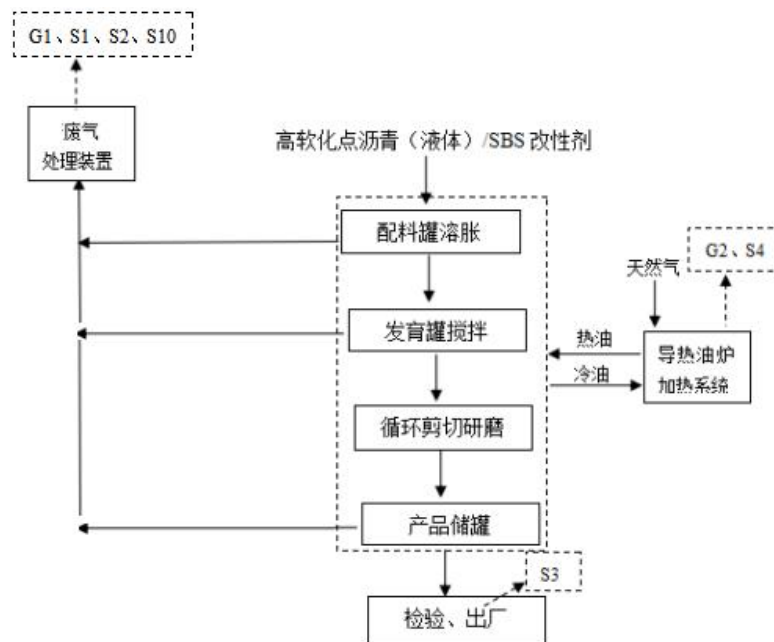 G1、S1、S2、S10
废气
处理装置
高软化点沥青（液体）/SBS 改性剂
配料罐溶胀
G2、S4
天然气
发育罐搅拌
热油
导热油炉
冷油
加热系统
循环剪切研磨
产品储罐
S3
检验、出厂